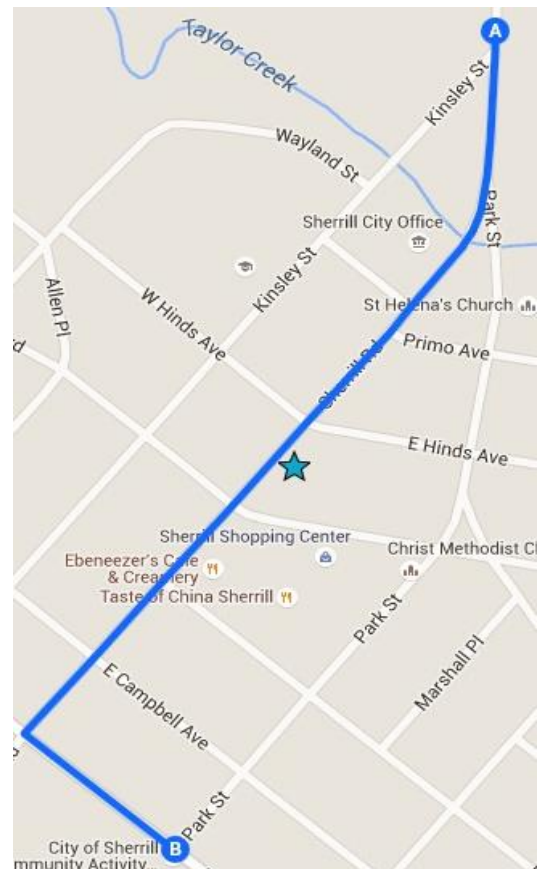 Taylor Creek
A
Kinsley St
Wayland St
Park St
Sherrill City Office
Kinsley St
Allen Pl
W Hinds Ave
St Helena's Church
Primo Ave
Sherrill Rd
E Hinds Ave
Sherrill Shopping Center
Ebeneezer's Cafe
& Creamery
Christ Methodist
Taste of China Sherrill
Park St
Marshall Pl
E Campbell Ave
Park St
City of Sherrill
B
Activity...